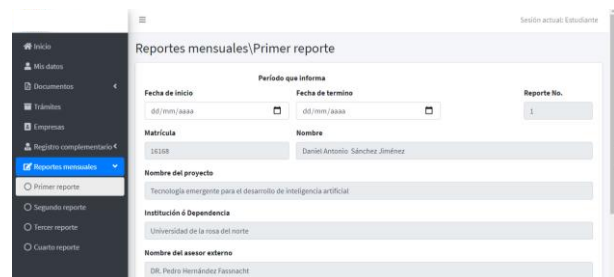 Sesión actual: Estudiante
Inicio
Mis datos
Documentos
Trámites
Empresas
Registro complementario
Reportes mensuales
Primer reporte
Segundo reporte
Tercer reporte
Cuarto reporte
Reportes mensuales\Primer reporte
Periodo que informa
Fecha de inicio Fecha de termino Reporte No.
dd/mm/aaaa dd/mm/aaaa 1
Matrícula Nombre
16168 Daniel Antonio Sánchez Jiménez
Nombre del proyecto
Tecnología emergente para el desarrollo de inteligencia artificial
Institución ó Dependencia
Universidad de la rosa del norte
Nombre del asesor externo
DR. Pedro Hernández Fassnacht